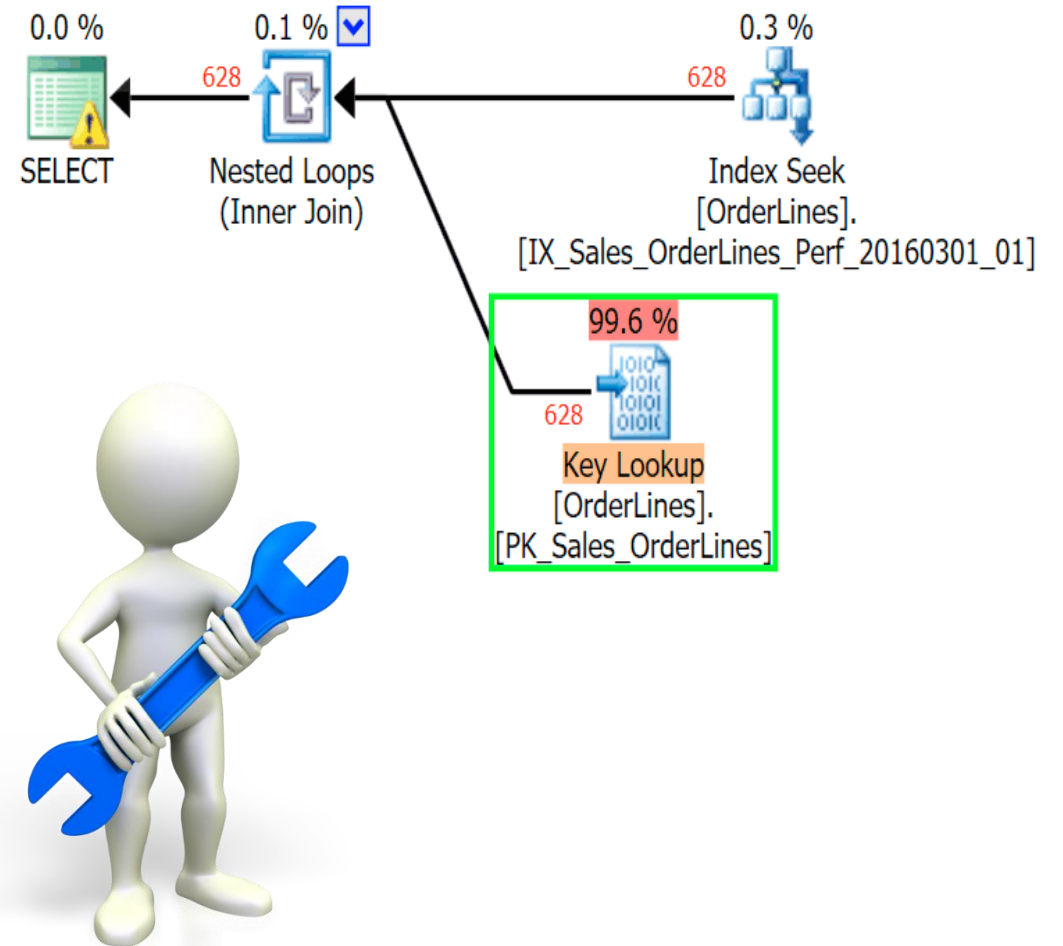 0.0 %
0.1 %
0.3 %
628
628
SELECT
Nested Loops
(Inner Join)
Index Seek
[OrderLines].
[IX_Sales_OrderLines_Perf_20160301_01]
99.6 %
628
Key Lookup
[OrderLines].
[PK_Sales_OrderLines]